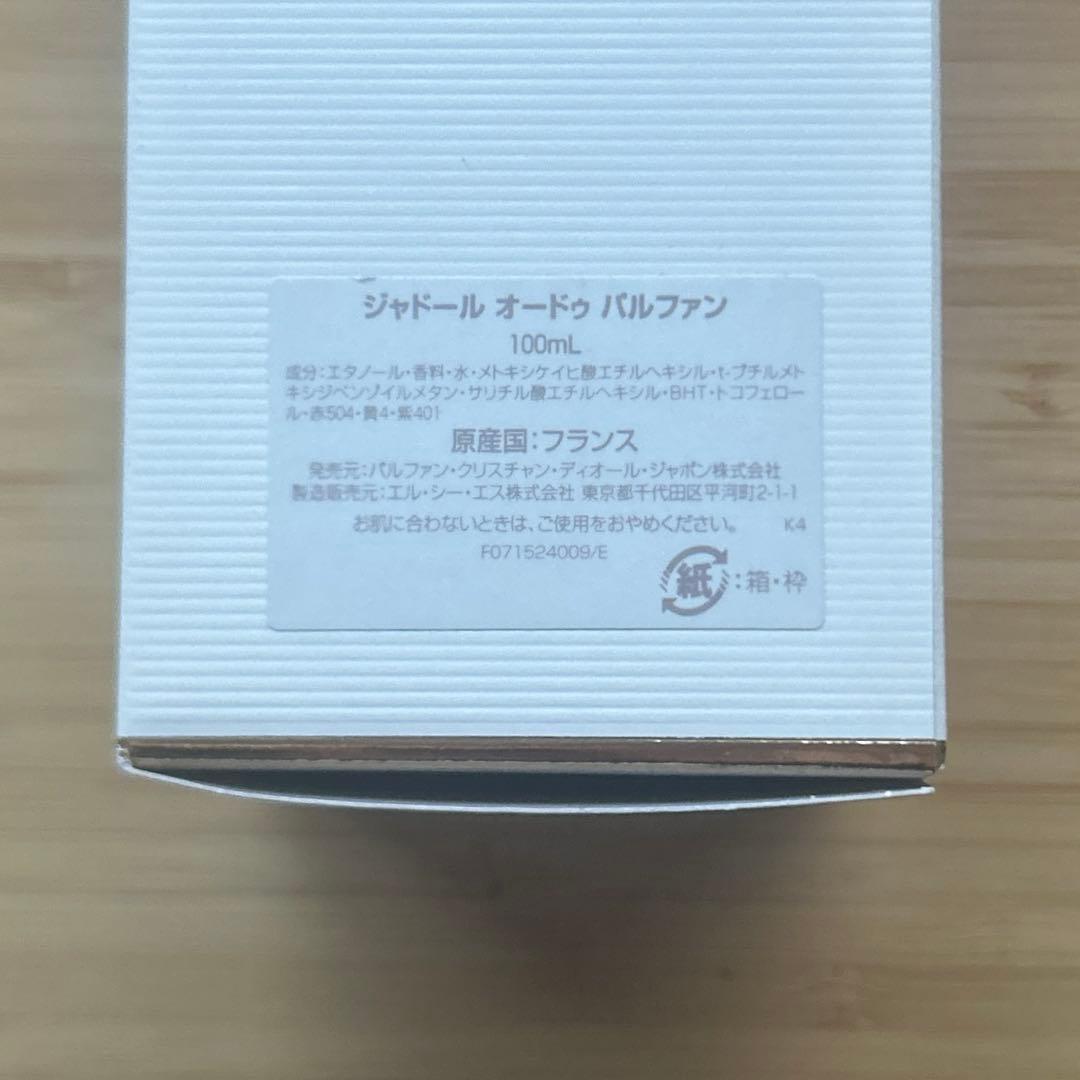 ジャドール オードゥ パルファン
100mL
成分：エタノール・香料・水・メトキシケイヒ酸エチルヘキシル・t-ブチルメト
キシジベンゾイルメタン・サリチル酸エチルヘキシル・BHT・トコフェロー
ル・赤504・黄4・紫401
原産国：フランス
発売元：パルファン・クリスチャン・ディオール・ジャポン株式会社
製造販売元：エル・シー・エス株式会社 東京都千代田区平河町2-1-1
お肌に合わないときは、ご使用をおやめください。 K4
F071524009/E
紙：箱・枠